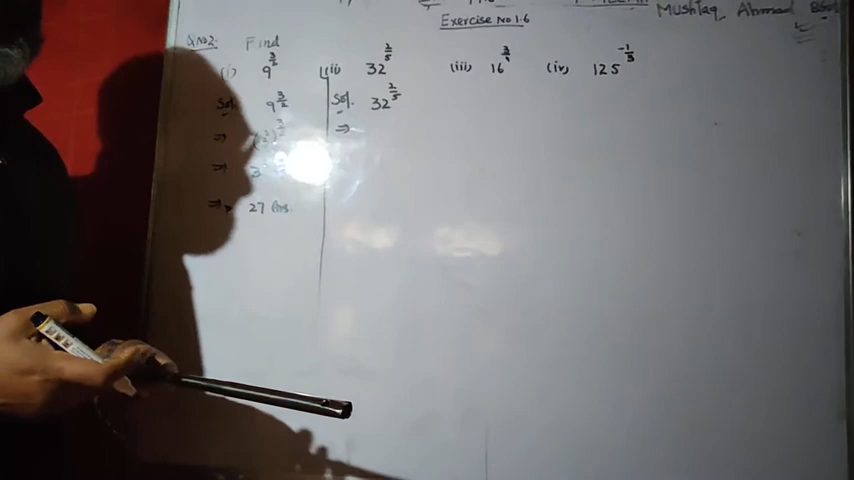 Mushtaq Ahmad
Exercise No 1.6
Q.NO2: Find
(i) 9^{3/2} (ii) 32^{2/5} (iii) 16^{3/4} (iv) 125^{-1/3}
Sol. 9^{3/2} Sol. 32^{2/5}
⇒ ⇒
⇒ 3
⇒ 27 Ans.